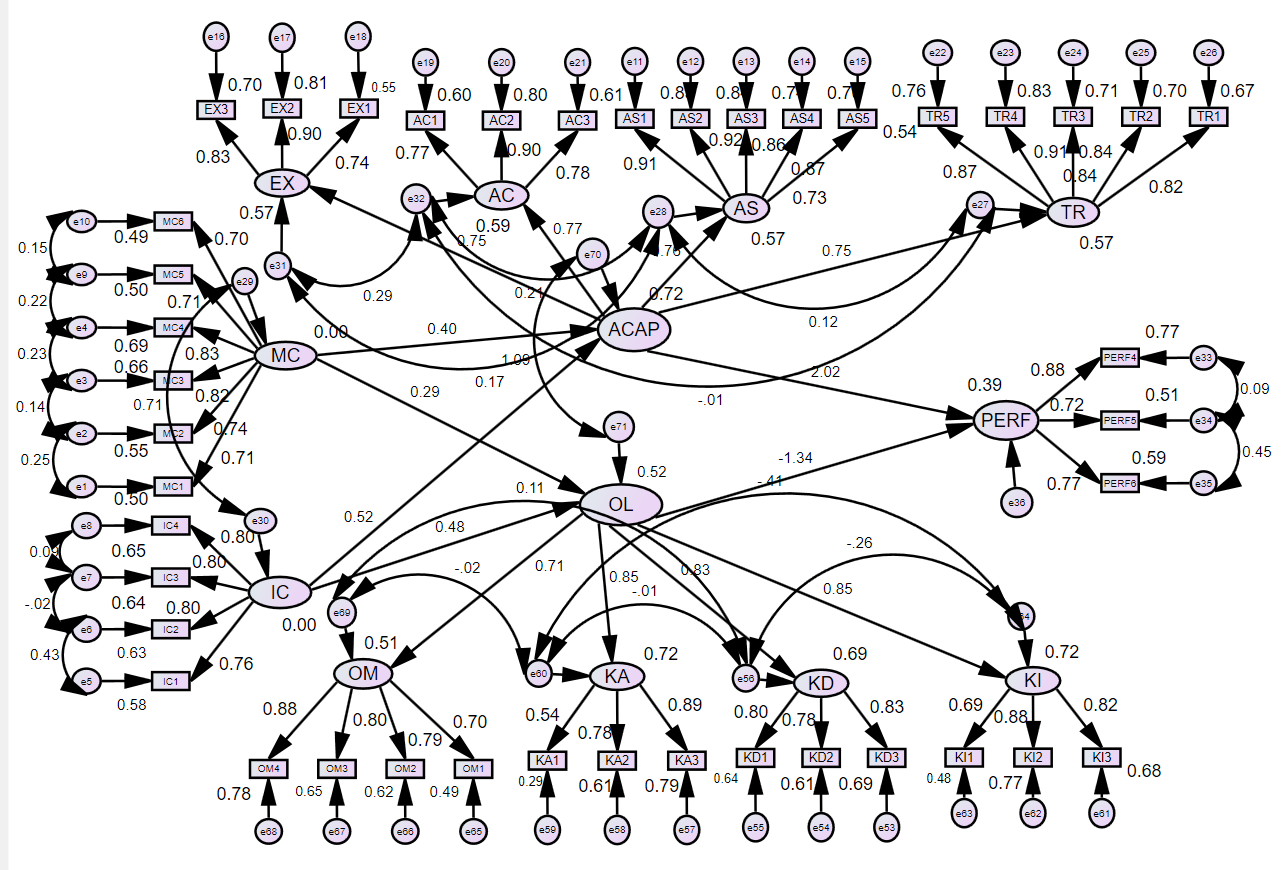 e16 e17 e18
0.70 0.81 0.55
EX3 EX2 EX1
0.83 0.90 0.74
EX
0.57
e31
e19 e20 e21
0.60 0.80 0.61
AC1 AC2 AC3
0.77 0.90 0.78
e32 AC
0.59
e11 e12 e13 e14 e15
AS1 AS2 AS3 AS4 AS5
0.91 0.92 0.86 0.87 0.73
e28 AS
0.57
e22 e23 e24 e25 e26
0.76 0.83 0.71 0.70 0.67
TR5 TR4 TR3 TR2 TR1
0.54
0.87 0.91 0.84 0.84 0.82
e27 TR
0.57
e10 0.49 MC6 0.70
0.15
e9 0.50 MC5 0.71
0.22
e4 0.69 MC4 0.83
0.23
e3 0.66 MC3 0.82
0.14
e2 0.55 MC2 0.74
0.25
e1 0.50 MC1 0.71
e29
0.00
MC
0.71
0.75 0.77 0.76 0.75
e70
0.29 0.21 0.72 0.12
ACAP
0.40
1.09
0.17
0.29
-.01
2.02
0.39
PERF
0.88 0.77 PERF4 e33
0.09
0.72 0.51 PERF5 e34
0.45
0.77 0.59 PERF6 e35
e36
e71
0.52
OL
-1.34
-.41
0.11
0.52
0.48
e30
e8 0.65 IC4 0.80
0.09
e7 0.64 IC3 0.80
-.02
e6 0.63 IC2 0.80
0.43
e5 0.58 IC1 0.76
IC
0.00
-.02
0.71 0.85 0.83 0.85
-.01
-.26
e69
0.51
OM
0.88 0.80 0.79 0.70
OM4 OM3 OM2 OM1
0.78 0.65 0.62 0.49
e68 e67 e66 e65
e60 KA
0.72
0.54 0.78 0.89
KA1 KA2 KA3
0.29 0.61 0.79
e59 e58 e57
e56 KD
0.69
0.80 0.78 0.83
KD1 KD2 KD3
0.64 0.61 0.69
e55 e54 e53
KI
0.72
0.69 0.88 0.82
KI1 KI2 KI3
0.48 0.77 0.68
e63 e62 e61